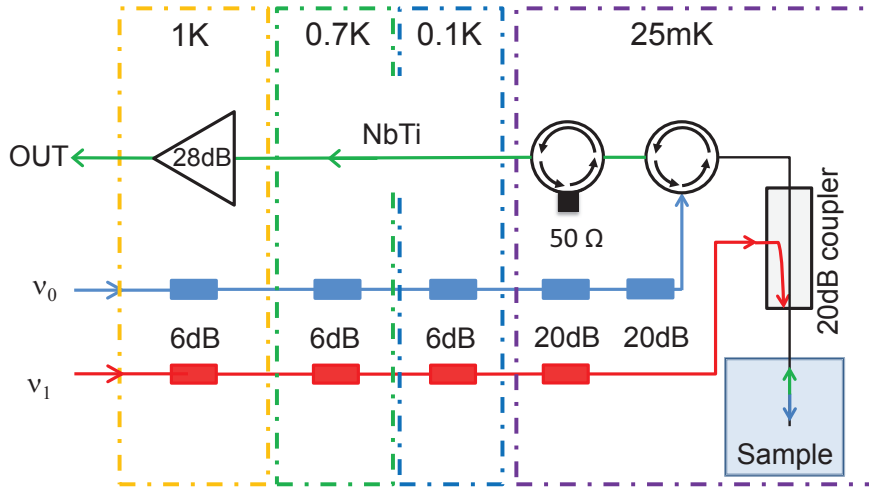 1K
0.7K
0.1K
25mK
OUT
28dB
NbTi
50 Ω
20dB coupler
ν0
6dB
6dB
6dB
20dB
20dB
ν1
Sample